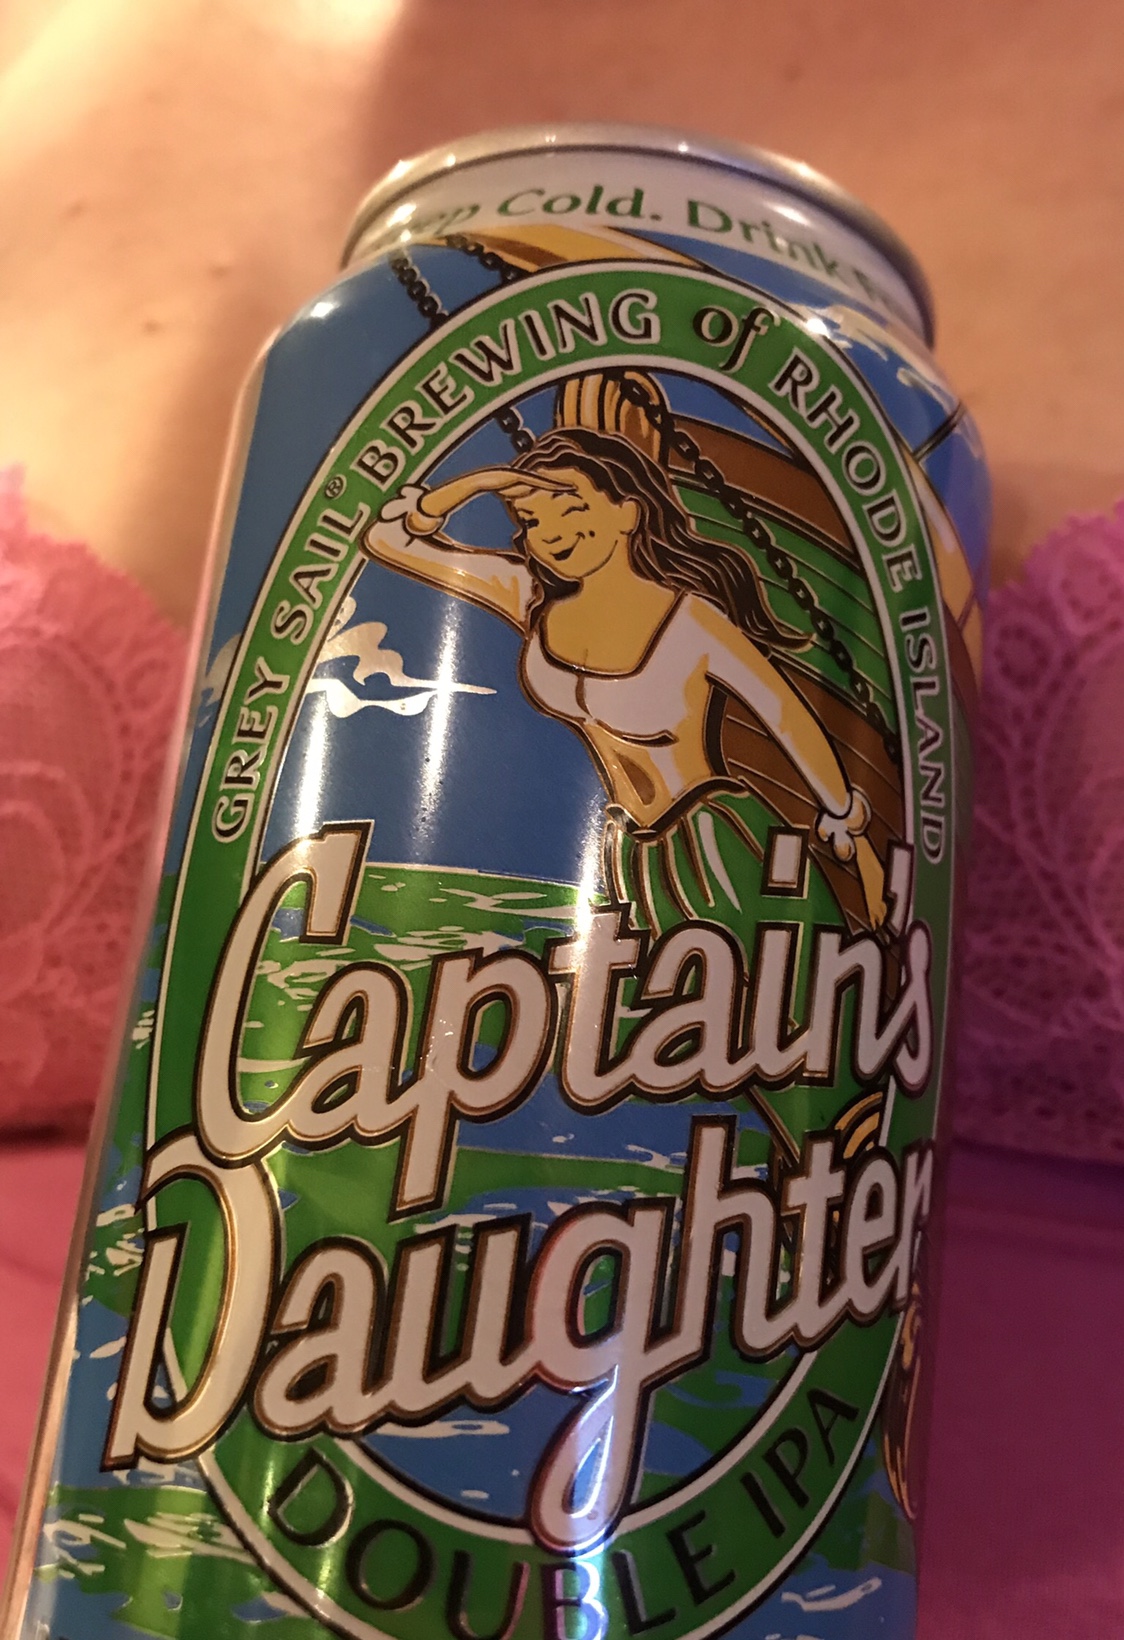 Cold. Drink
GREY SAIL® BREWING of RHODE ISLAND
Captain's
Daughter
DOUBLE IPA